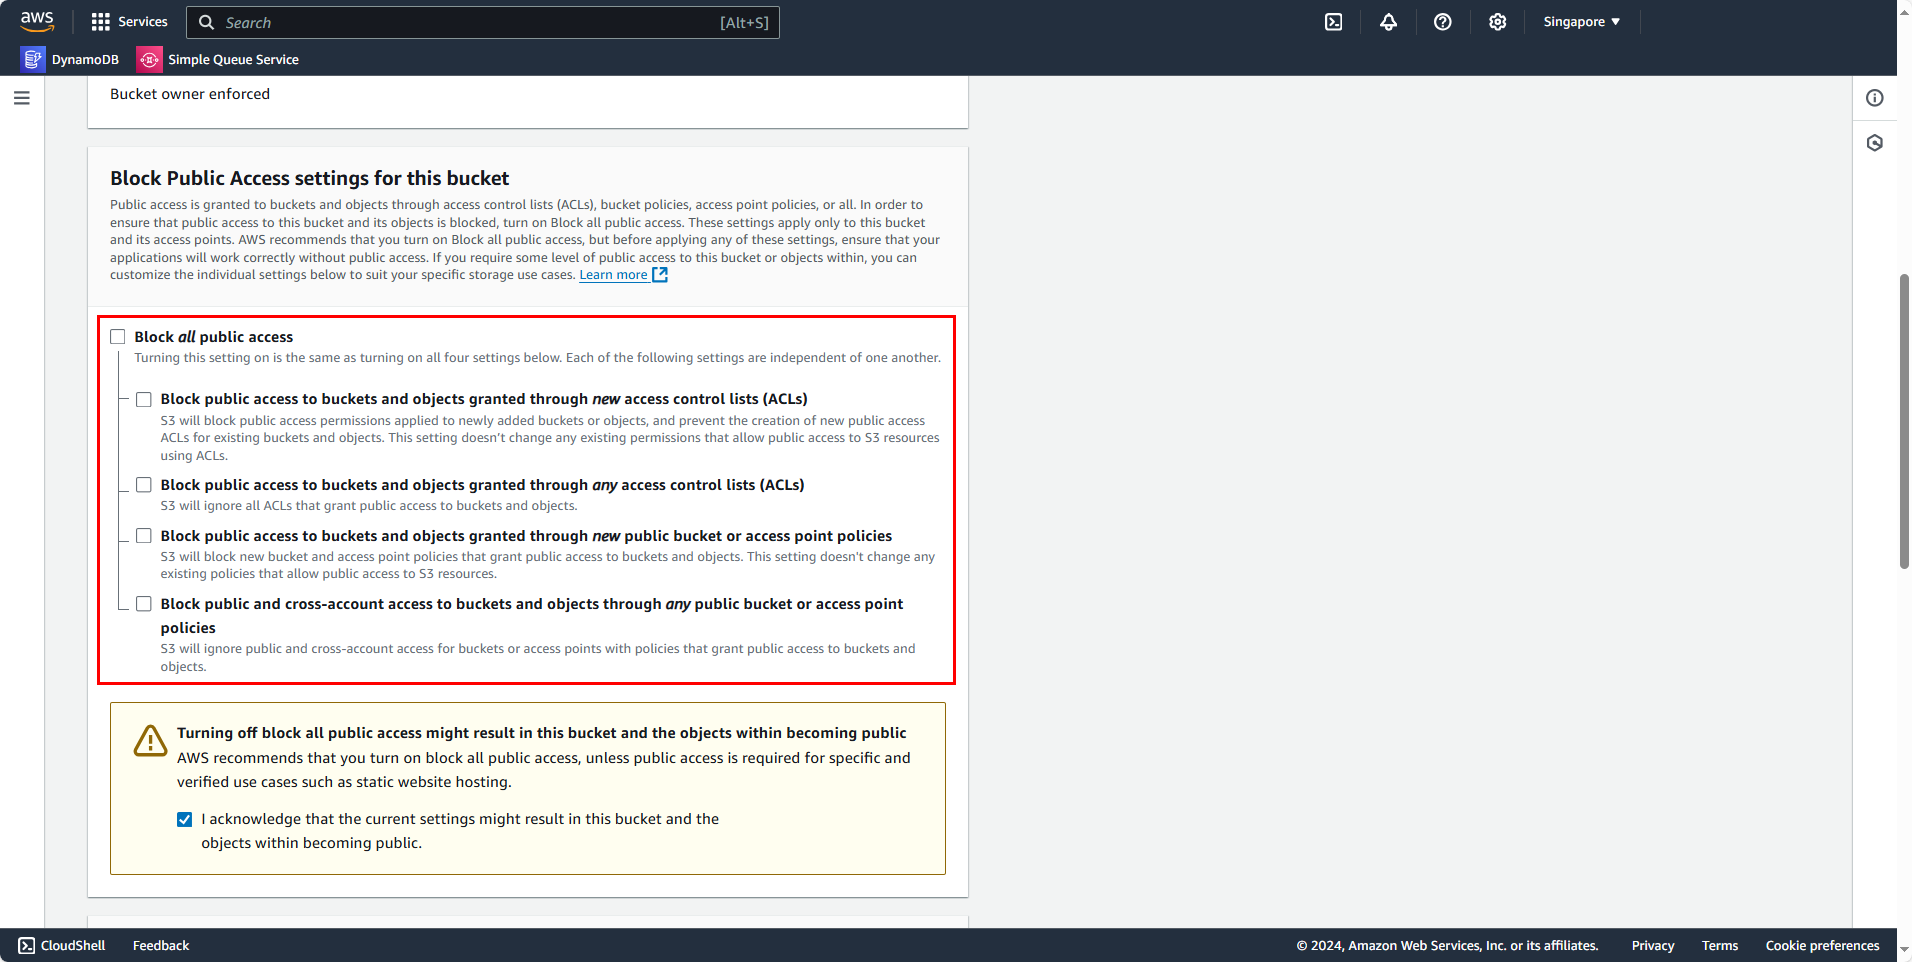 aws
Services
Search
[Alt+S]
Singapore
DynamoDB
Simple Queue Service
Bucket owner enforced
Block Public Access settings for this bucket
Public access is granted to buckets and objects through access control lists (ACLs), bucket policies, access point policies, or all. In order to
ensure that public access to this bucket and its objects is blocked, turn on Block all public access. These settings apply only to this bucket
and its access points. AWS recommends that you turn on Block all public access, but before applying any of these settings, ensure that your
applications will work correctly without public access. If you require some level of public access to this bucket or objects within, you can
customize the individual settings below to suit your specific storage use cases. Learn more
Block all public access
Turning this setting on is the same as turning on all four settings below. Each of the following settings are independent of one another.
Block public access to buckets and objects granted through new access control lists (ACLs)
S3 will block public access permissions applied to newly added buckets or objects, and prevent the creation of new public access
ACLs for existing buckets and objects. This setting doesn't change any existing permissions that allow public access to S3 resources
using ACLs.
Block public access to buckets and objects granted through any access control lists (ACLs)
S3 will ignore all ACLs that grant public access to buckets and objects.
Block public access to buckets and objects granted through new public bucket or access point policies
S3 will block new bucket and access point policies that grant public access to buckets and objects. This setting doesn't change any
existing policies that allow public access to S3 resources.
Block public and cross-account access to buckets and objects through any public bucket or access point
policies
S3 will ignore public and cross-account access for buckets or access points with policies that grant public access to buckets and
objects.
Turning off block all public access might result in this bucket and the objects within becoming public
AWS recommends that you turn on block all public access, unless public access is required for specific and
verified use cases such as static website hosting.
I acknowledge that the current settings might result in this bucket and the
objects within becoming public.
CloudShell
Feedback
© 2024, Amazon Web Services, Inc. or its affiliates.
Privacy
Terms
Cookie preferences